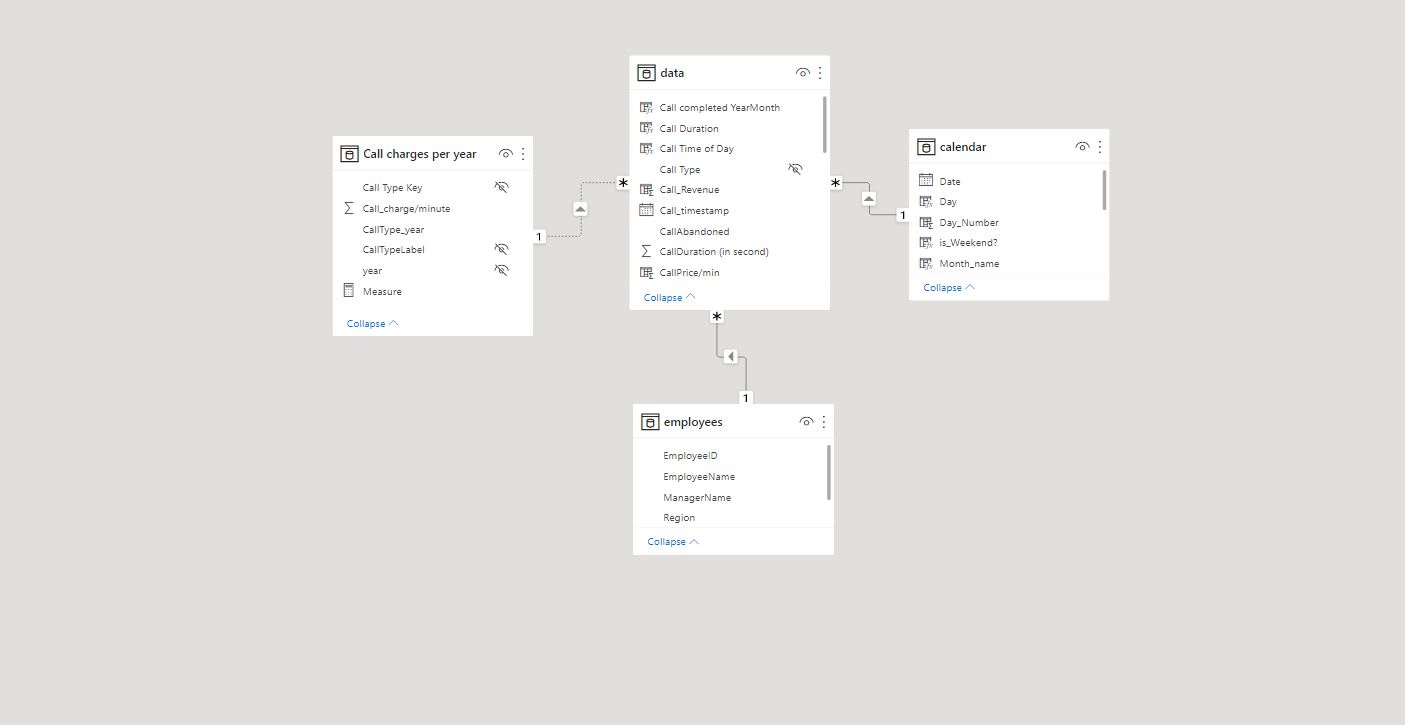 data
Call completed YearMonth
Call Duration
Call Time of Day
Call Type
Call_Revenue
Call_timestamp
CallAbandoned
CallDuration (in second)
CallPrice/min
Collapse
Call charges per year
Call Type Key
Call_charge/minute
CallType_year
CallTypeLabel
year
Measure
Collapse
calendar
Date
Day
Day_Number
is_Weekend?
Month_name
Collapse
*
1
*
1
*
1
employees
EmployeeID
EmployeeName
ManagerName
Region
Collapse